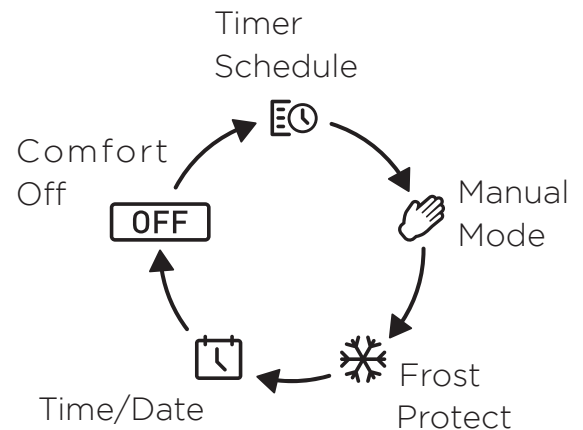 Timer
Schedule
Comfort
Off
OFF
Manual
Mode
Frost
Protect
Time/Date